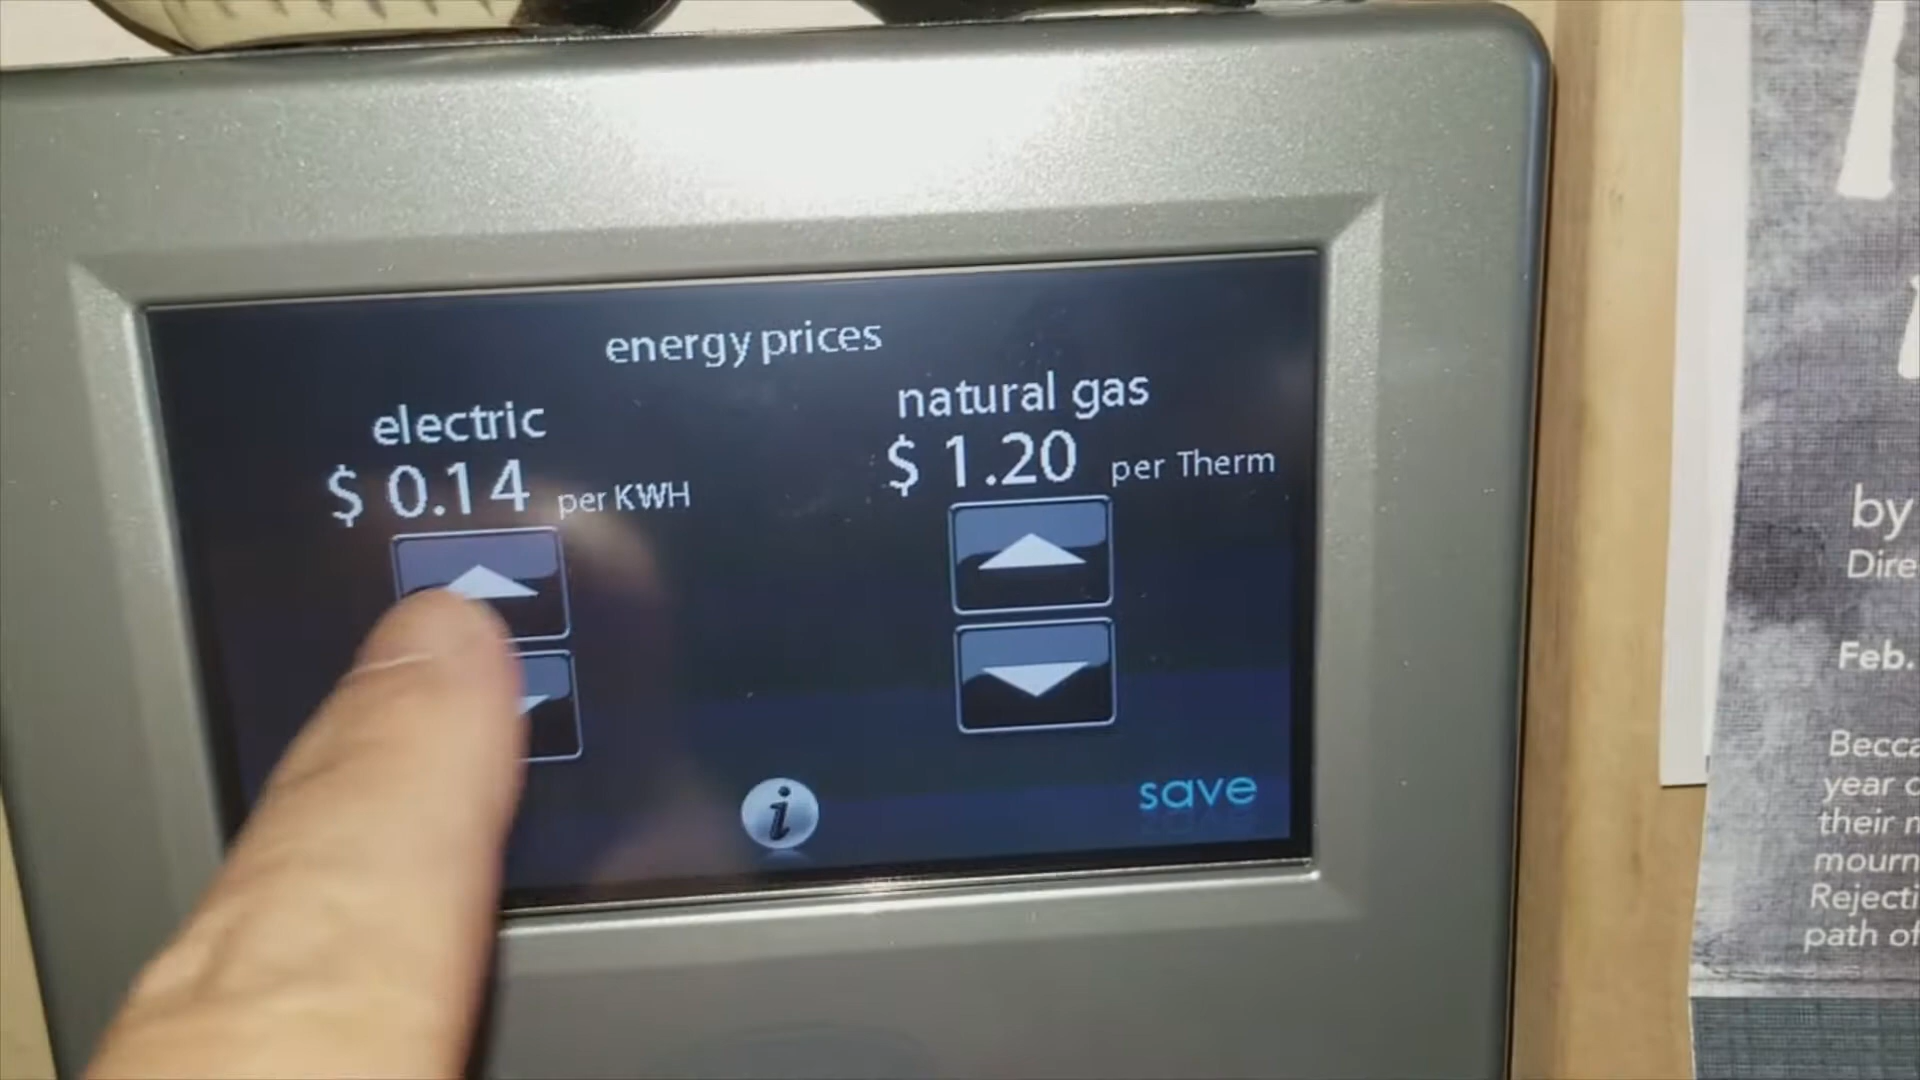 energy prices
electric
$ 0.14 per KWH
natural gas
$ 1.20 per Therm
i
save
by
Dire
Feb.
Becca
year
their
mourn
Rejecti
path of